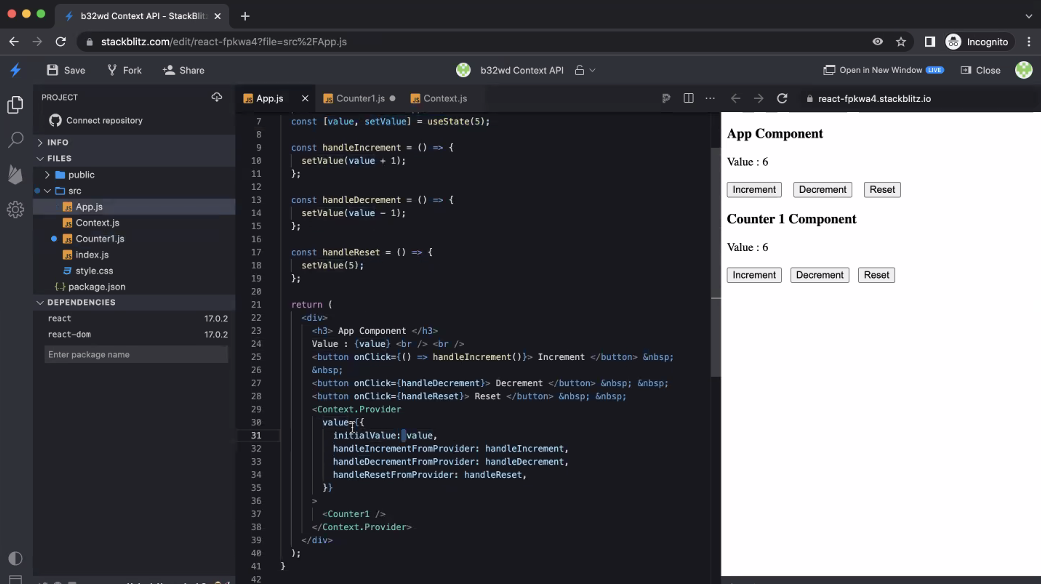 b32wd Context API - StackBlitz
stackblitz.com/edit/react-fpkwa4?file=src%2FApp.js
Incognito
Save
Fork
Share
b32wd Context API
Open in New Window LIVE
Close
PROJECT
Connect repository
INFO
FILES
public
src
App.js
Context.js
Counter1.js
index.js
style.css
package.json
DEPENDENCIES
react 17.0.2
react-dom 17.0.2
Enter package name
App.js
Counter1.js
Context.js
7 const [value, setValue] = useState(5);
8
9 const handleIncrement = () => {
10 setValue(value + 1);
11 };
12
13 const handleDecrement = () => {
14 setValue(value - 1);
15 };
16
17 const handleReset = () => {
18 setValue(5);
19 };
20
21 return (
22 <div>
23 <h3> App Component </h3>
24 Value : {value} <br /> <br />
25 <button onClick={() => handleIncrement()}> Increment </button> &nbsp;
26 &nbsp;
27 <button onClick={handleDecrement}> Decrement </button> &nbsp; &nbsp;
28 <button onClick={handleReset}> Reset </button> &nbsp; &nbsp;
29 <Context.Provider
30 value={{
31 initialValue: value,
32 handleIncrementFromProvider: handleIncrement,
33 handleDecrementFromProvider: handleDecrement,
34 handleResetFromProvider: handleReset,
35 }}
36 >
37 <Counter1 />
38 </Context.Provider>
39 </div>
40 );
41 }
42
react-fpkwa4.stackblitz.io
App Component
Value : 6
Increment Decrement Reset
Counter 1 Component
Value : 6
Increment Decrement Reset